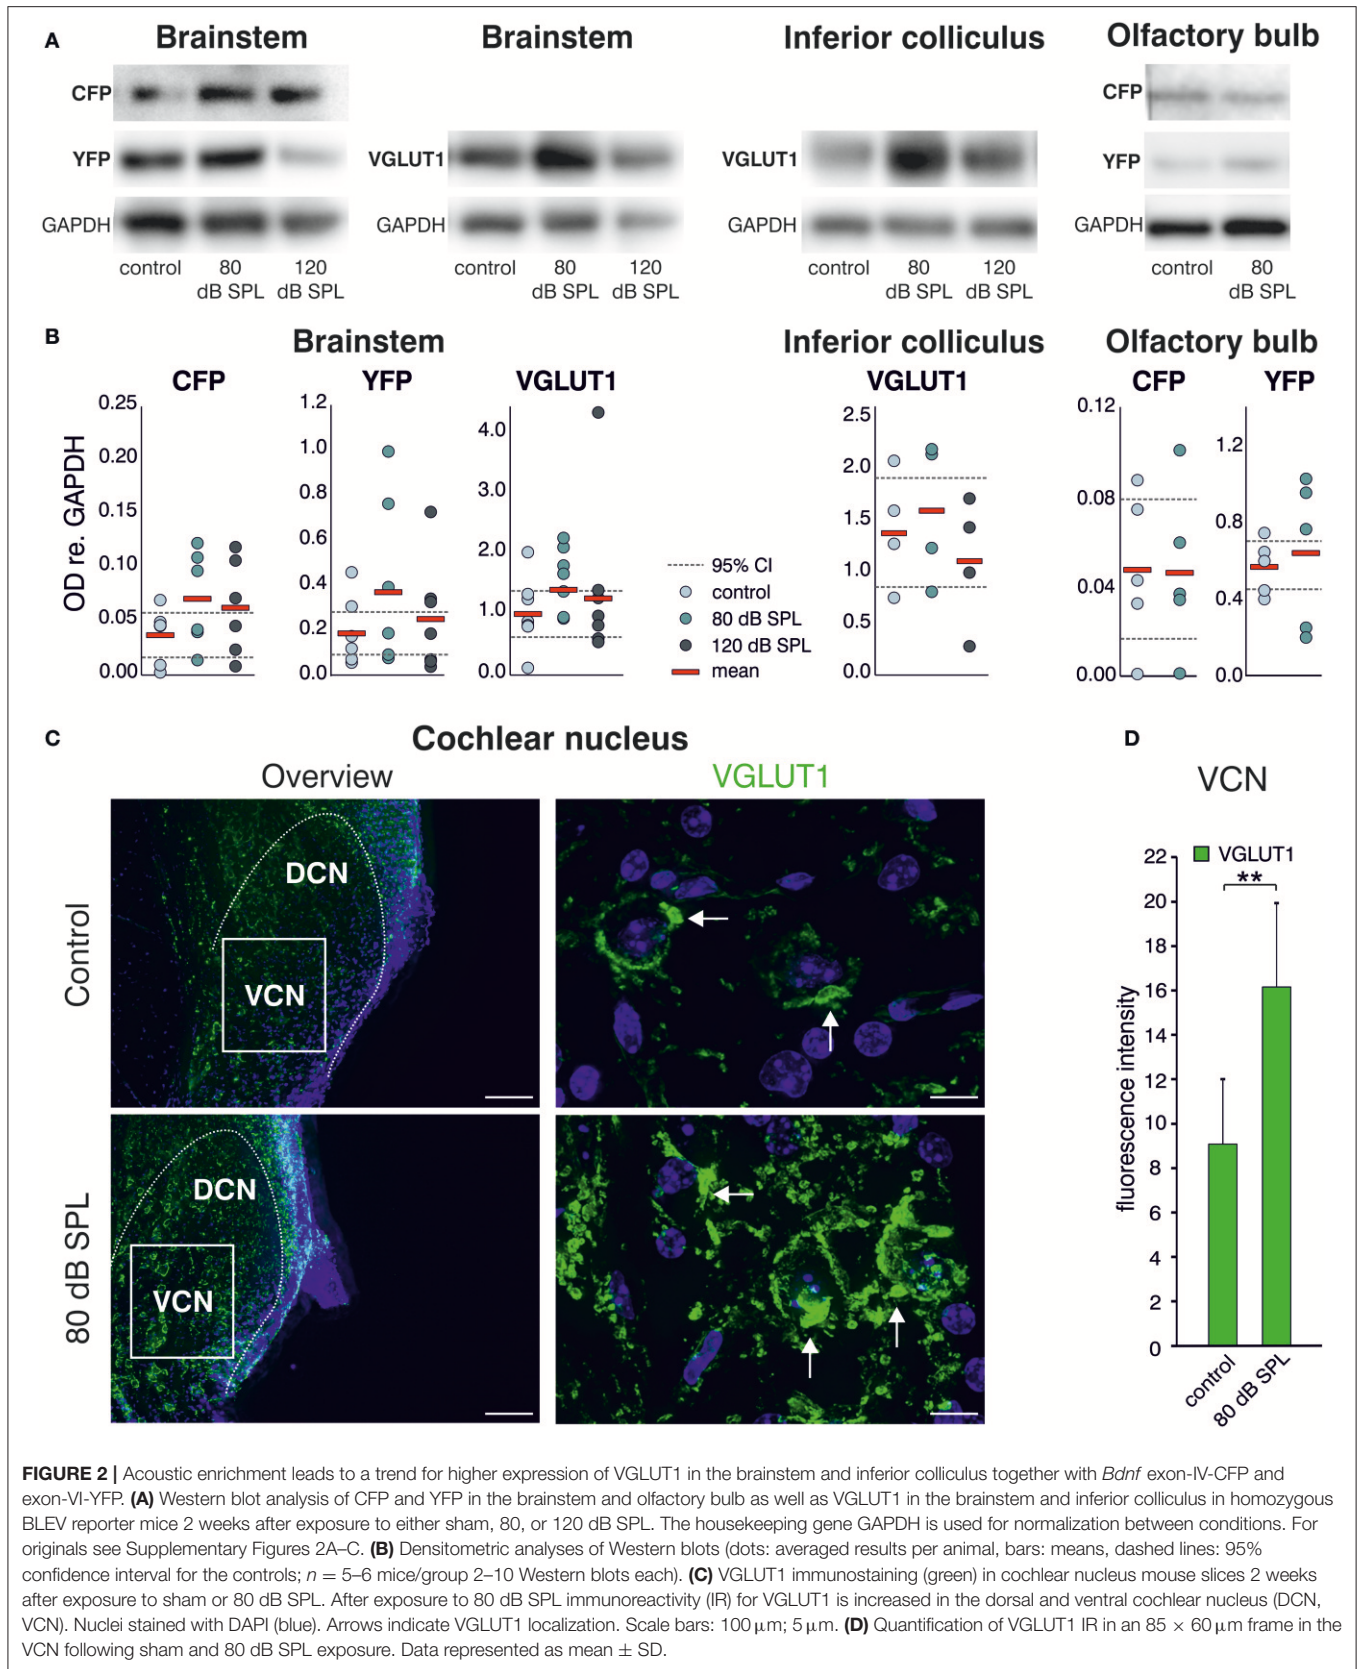 A
Brainstem
Brainstem
Inferior colliculus
Olfactory bulb
CFP
YFP
GAPDH
control
80
dB SPL
120
dB SPL
VGLUT1
GAPDH
control
80
dB SPL
120
dB SPL
VGLUT1
GAPDH
control
80
dB SPL
120
dB SPL
CFP
YFP
GAPDH
control
80
dB SPL
B
Brainstem
Inferior colliculus
Olfactory bulb
OD re. GAPDH
CFP
0.25
0.20
0.15
0.10
0.05
0.00
YFP
1.2
1.0
0.8
0.6
0.4
0.2
0.0
VGLUT1
4.0
3.0
2.0
1.0
0.0
95% CI
control
80 dB SPL
120 dB SPL
mean
VGLUT1
2.5
2.0
1.5
1.0
0.5
0.0
CFP
0.12
0.08
0.04
0.00
YFP
1.2
0.8
0.4
0.0
C
Cochlear nucleus
Overview
VGLUT1
Control
DCN
VCN
80 dB SPL
DCN
VCN
D
VCN
VGLUT1
**
fluorescence intensity
22
20
18
16
14
12
10
8
6
4
2
0
control
80 dB SPL
FIGURE 2 | Acoustic enrichment leads to a trend for higher expression of VGLUT1 in the brainstem and inferior colliculus together with Bdnf exon-IV-CFP and
exon-VI-YFP. (A) Western blot analysis of CFP and YFP in the brainstem and olfactory bulb as well as VGLUT1 in the brainstem and inferior colliculus in homozygous
BLEV reporter mice 2 weeks after exposure to either sham, 80, or 120 dB SPL. The housekeeping gene GAPDH is used for normalization between conditions. For
originals see Supplementary Figures 2A–C. (B) Densitometric analyses of Western blots (dots: averaged results per animal, bars: means, dashed lines: 95%
confidence interval for the controls; n = 5–6 mice/group 2–10 Western blots each). (C) VGLUT1 immunostaining (green) in cochlear nucleus mouse slices 2 weeks
after exposure to sham or 80 dB SPL. After exposure to 80 dB SPL immunoreactivity (IR) for VGLUT1 is increased in the dorsal and ventral cochlear nucleus (DCN,
VCN). Nuclei stained with DAPI (blue). Arrows indicate VGLUT1 localization. Scale bars: 100 μm; 5 μm. (D) Quantification of VGLUT1 IR in an 85 × 60 μm frame in the
VCN following sham and 80 dB SPL exposure. Data represented as mean ± SD.